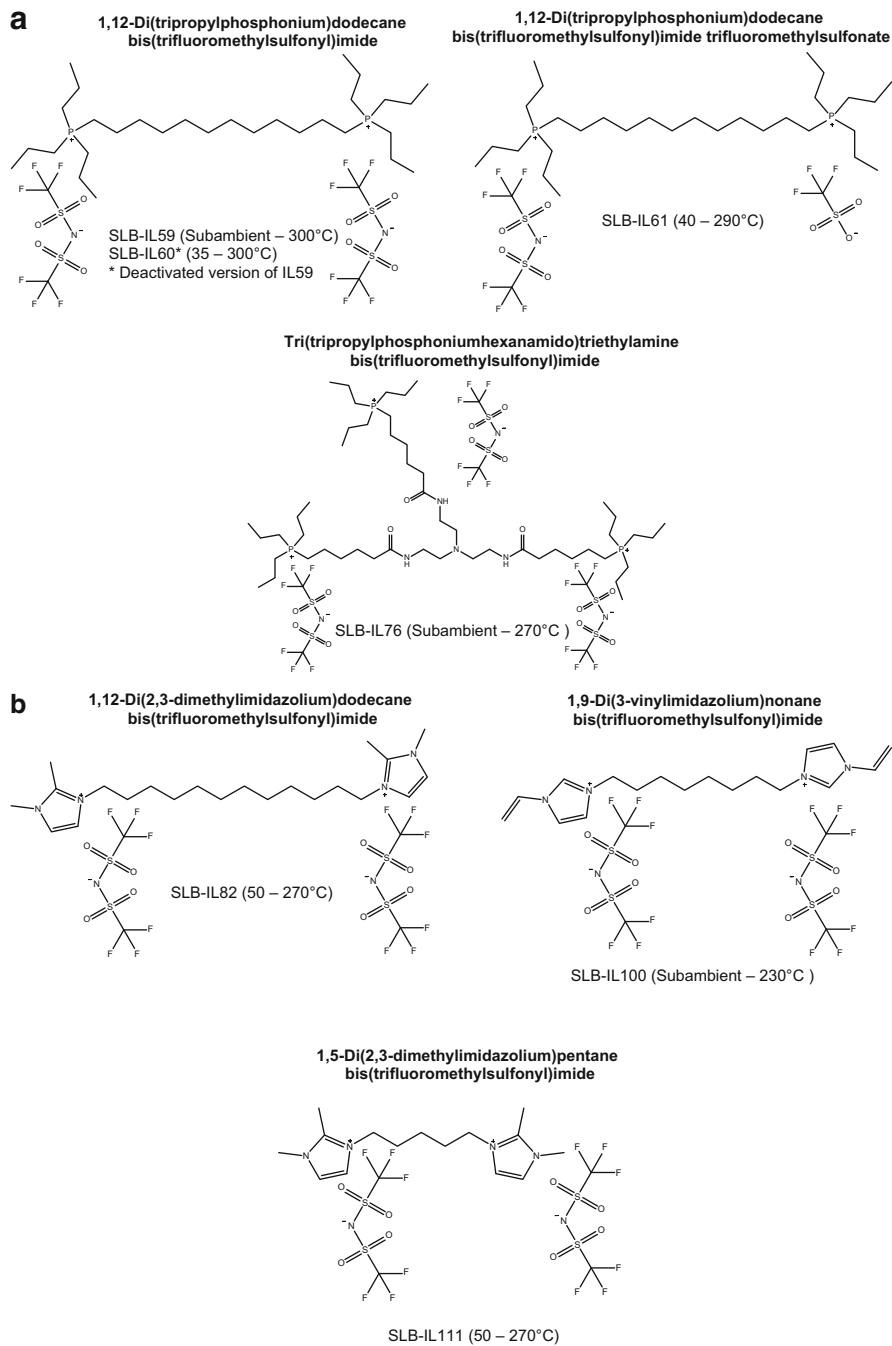 a
1,12-Di(tripropylphosphonium)dodecane
bis(trifluoromethylsulfonyl)imide
1,12-Di(tripropylphosphonium)dodecane
bis(trifluoromethylsulfonyl)imide trifluromethylsulfonate
SLB-IL59 (Subambient – 300°C)
SLB-IL60* (35 – 300°C)
* Deactivated version of IL59
SLB-IL61 (40 – 290°C)
Tri(tripropylphosphoniumhexanamido)triethylamine
bis(trifluoromethylsulfonyl)imide
SLB-IL76 (Subambient – 270°C )
b
1,12-Di(2,3-dimethylimidazolium)dodecane
bis(trifluoromethylsulfonyl)imide
1,9-Di(3-vinylimidazolium)nonane
bis(trifluoromethylsulfonyl)imide
SLB-IL82 (50 – 270°C)
SLB-IL100 (Subambient – 230°C )
1,5-Di(2,3-dimethylimidazolium)pentane
bis(trifluoromethylsulfonyl)imide
SLB-IL111 (50 – 270°C)